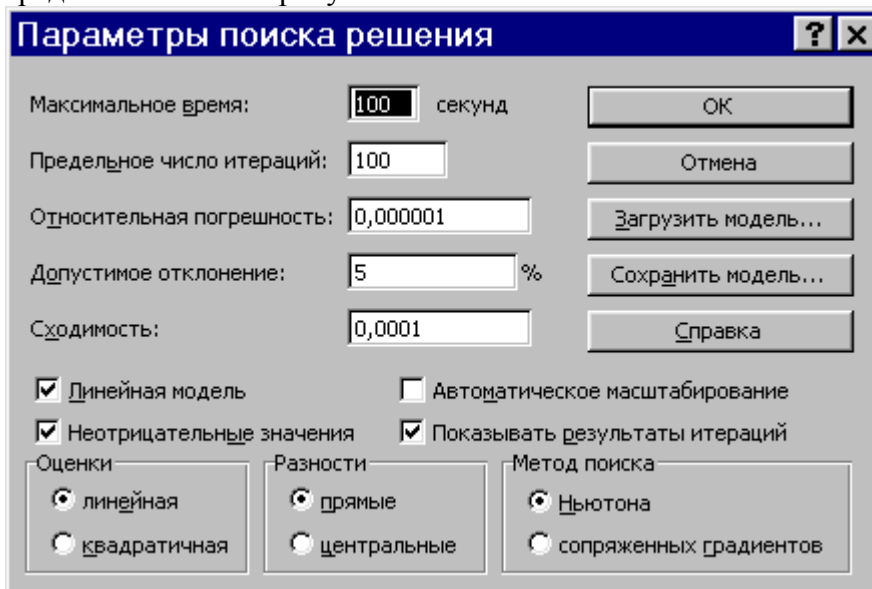 Параметры поиска решения
Максимальное время: 100 секунд ОК
Предельное число итераций: 100 Отмена
Относительная погрешность: 0,000001 Загрузить модель...
Допустимое отклонение: 5 % Сохранить модель...
Сходимость: 0,0001 Справка
Линейная модель Автоматическое масштабирование
Неотрицательные значения Показывать результаты итераций
Оценки Разности Метод поиска
линейная прямые Ньютона
квадратичная центральные сопряженных градиентов